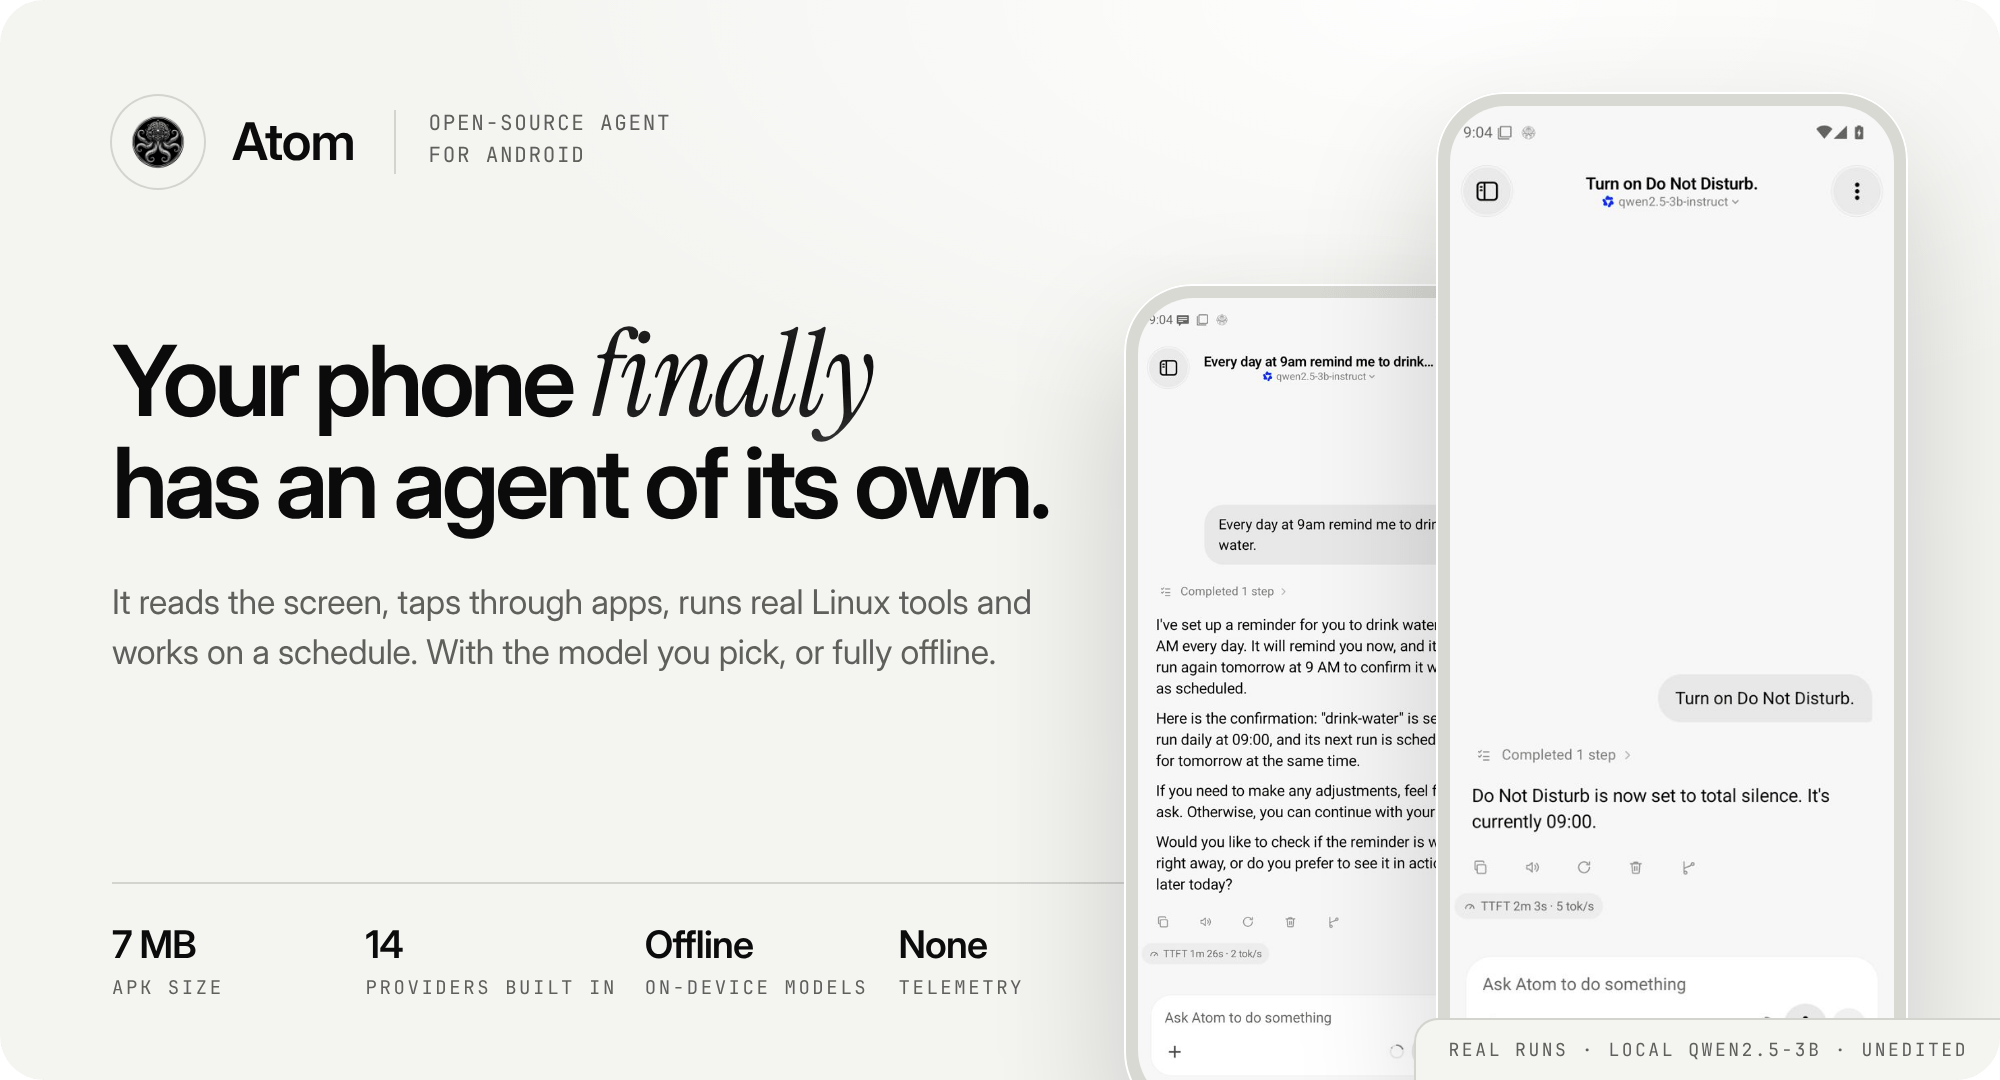 Atom
OPEN-SOURCE AGENT
FOR ANDROID
Your phone finally
has an agent of its own.
It reads the screen, taps through apps, runs real Linux tools and
works on a schedule. With the model you pick, or fully offline.
7 MB
APK SIZE
14
PROVIDERS BUILT IN
Offline
ON-DEVICE MODELS
None
TELEMETRY
9:04
Every day at 9am remind me to drink...
qwen2.5-3b-instruct
Every day at 9am remind me to
water.
Completed 1 step
I've set up a reminder for you to drink water
AM every day. It will remind you now, and it
run again tomorrow at 9 AM to confirm it
as scheduled.
Here is the confirmation: "drink-water" is
run daily at 09:00, and its next run is
for tomorrow at the same time.
If you need to make any adjustments, feel
ask. Otherwise, you can continue with your
Would you like to check if the reminder is
right away, or do you prefer to see it in
later today?
TTFT 1m 26s · 2 tok/s
Ask Atom to do something
9:04
Turn on Do Not Disturb.
qwen2.5-3b-instruct
Turn on Do Not Disturb.
Completed 1 step
Do Not Disturb is now set to total silence. It's
currently 09:00.
TTFT 2m 3s · 5 tok/s
Ask Atom to do something
REAL RUNS · LOCAL QWEN2.5-3B · UNEDITED